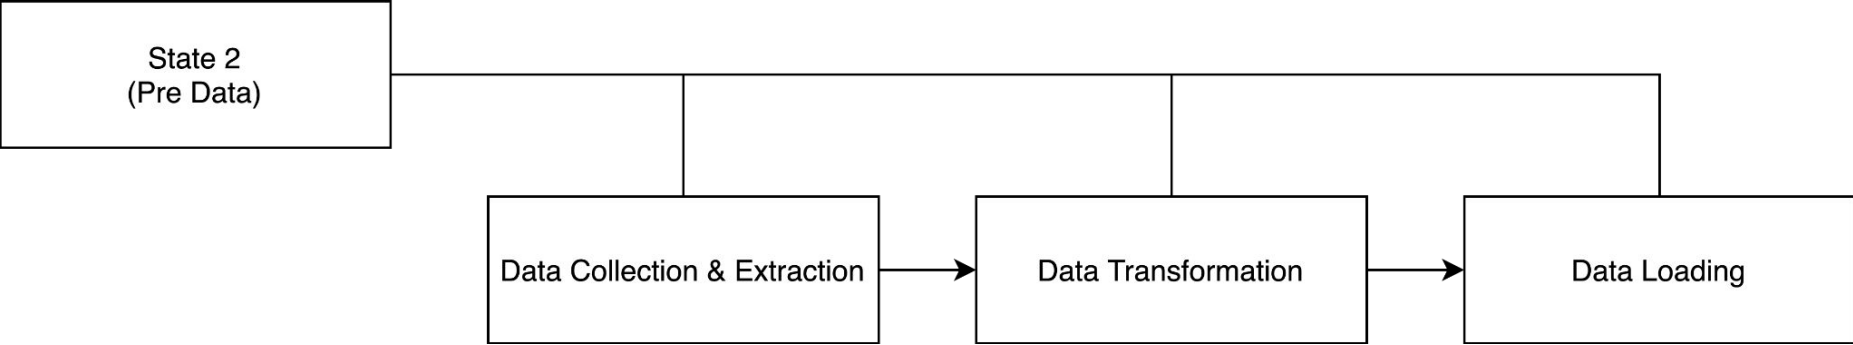 State 2
(Pre Data)
Data Collection & Extraction
Data Transformation
Data Loading